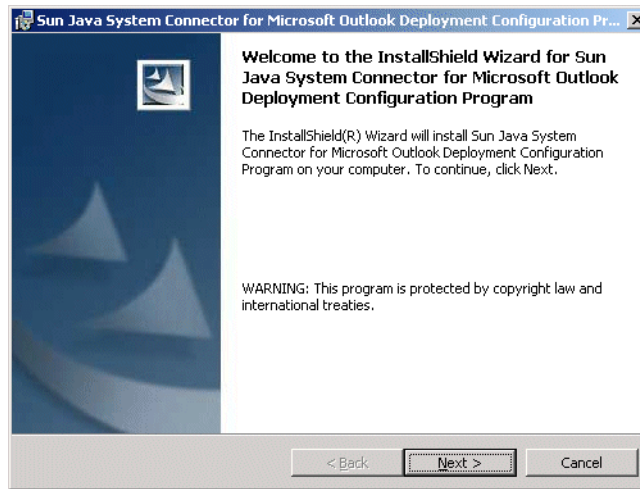 Sun Java System Connector for Microsoft Outlook Deployment Configuration Pr...
Welcome to the InstallShield Wizard for Sun
Java System Connector for Microsoft Outlook
Deployment Configuration Program
The InstallShield(R) Wizard will install Sun Java System
Connector for Microsoft Outlook Deployment Configuration
Program on your computer. To continue, click Next.
WARNING: This program is protected by copyright law and
international treaties.
< Back
Next >
Cancel